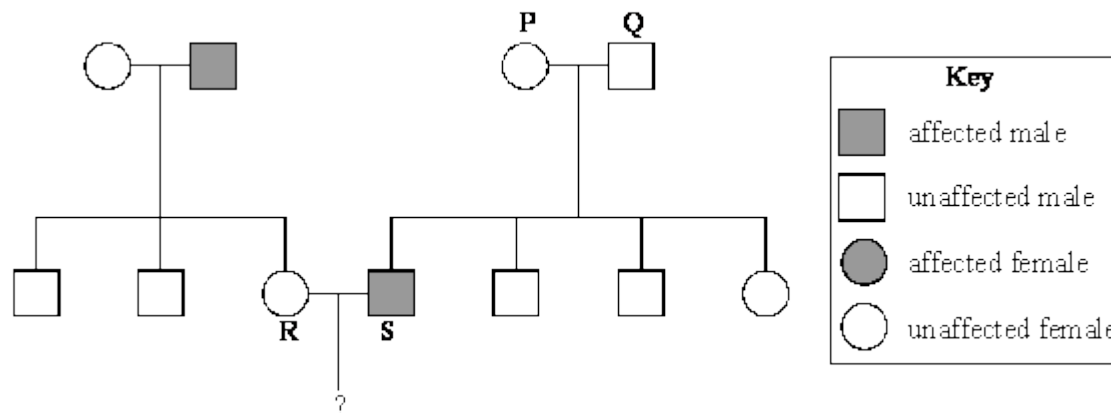 P Q
Key
affected male
unaffected male
affected female
unaffected female
R S
?